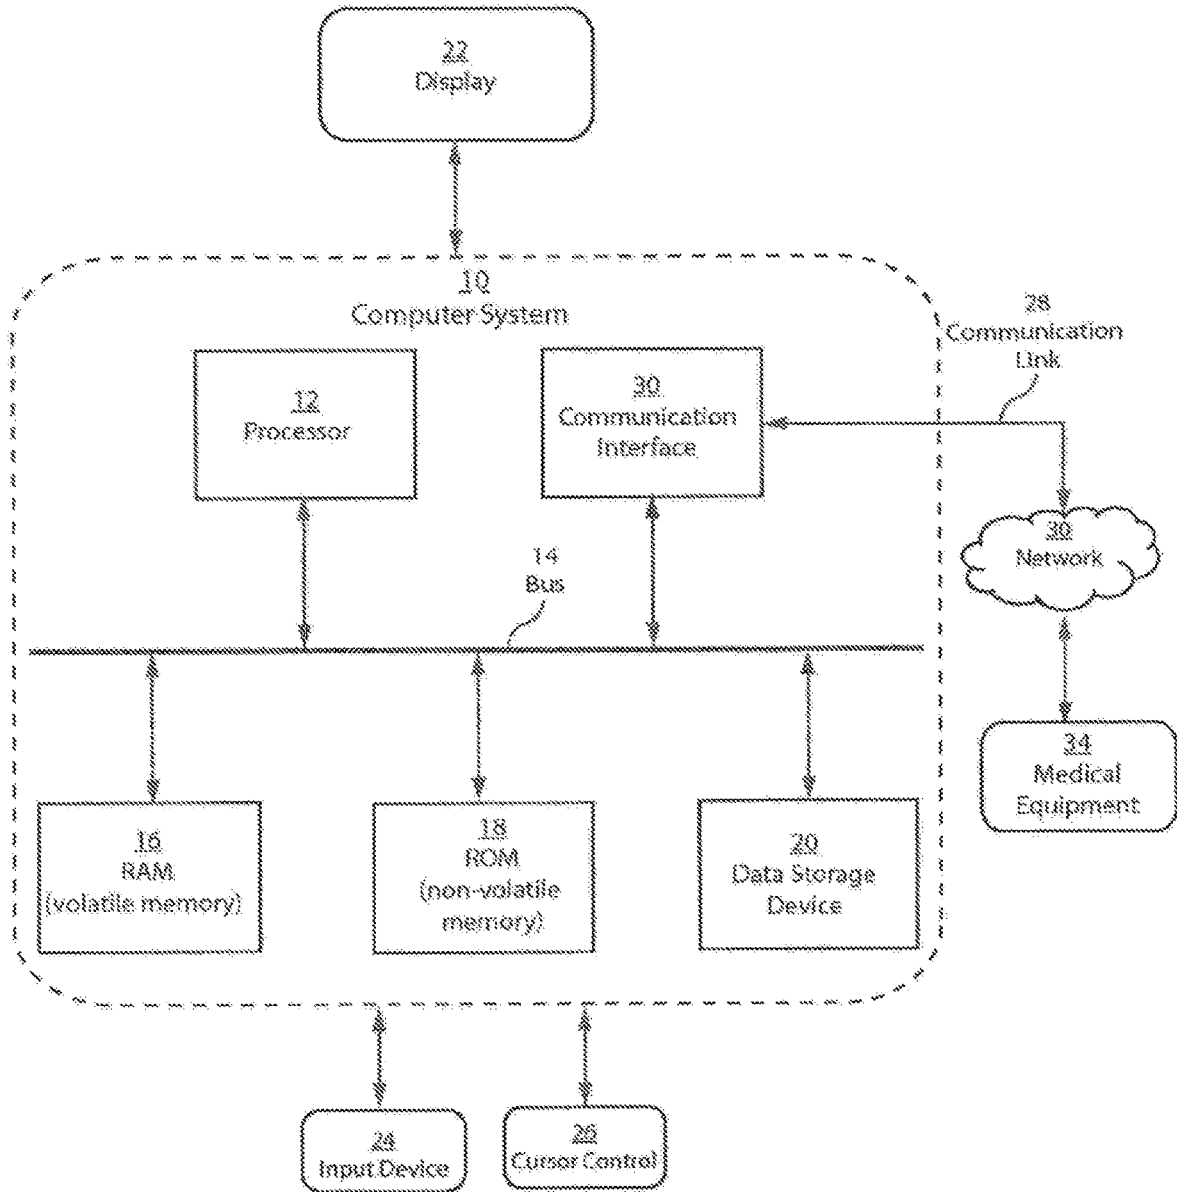 22
Display
10
Computer System
28
Communication
Link
12
Processor
30
Communication
Interface
30
Network
14
Bus
34
Medical
Equipment
16
RAM
(volatile memory)
18
ROM
(non-volatile
memory)
20
Data Storage
Device
24
Input Device
26
Cursor Control